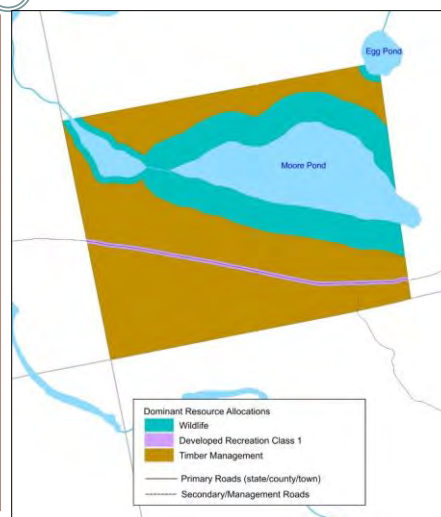 Egg Pond
Moore Pond
Dominant Resource Allocations
Wildlife
Developed Recreation Class 1
Timber Management
Primary Roads (state/county/town)
Secondary/Management Roads